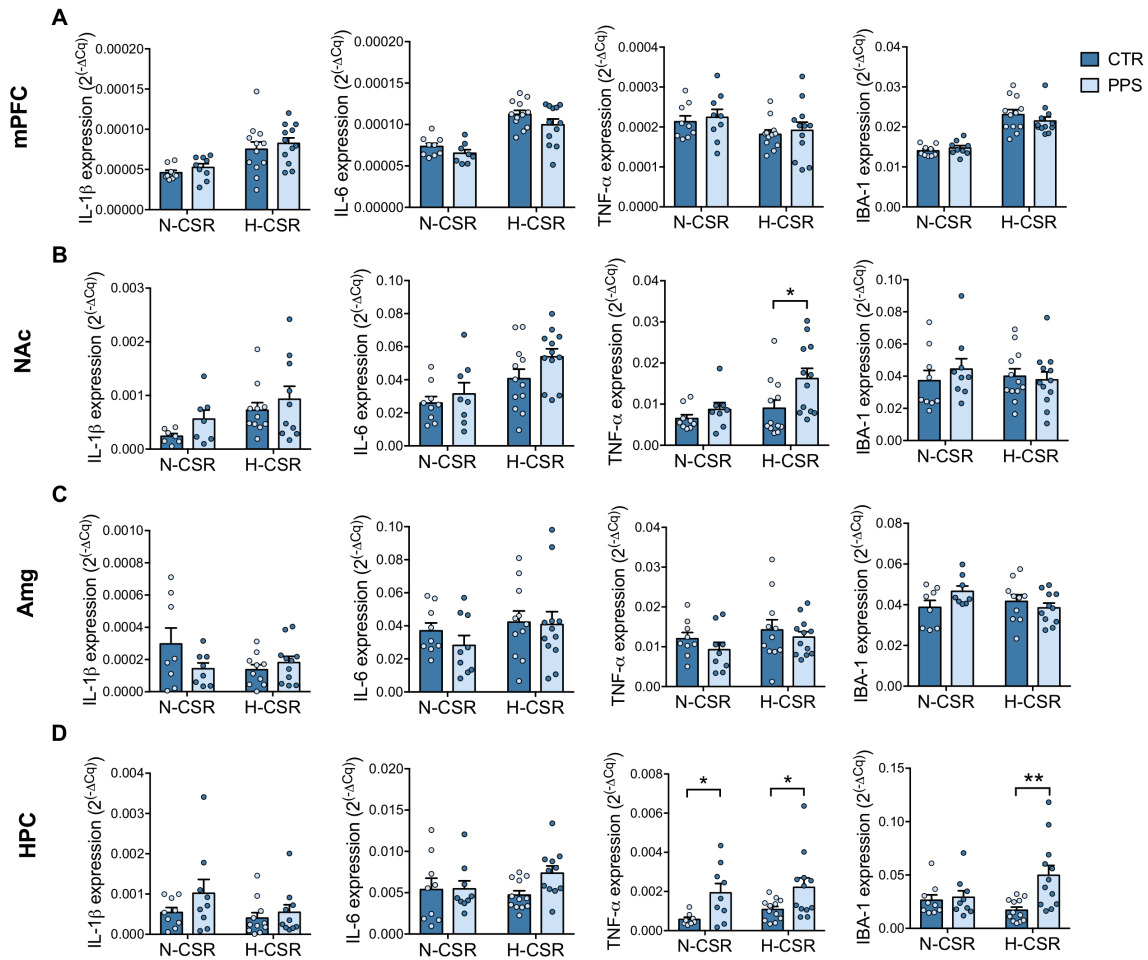 A
mPFC
IL-1β expression (2(-ΔCq))
0.00020
0.00015
0.00010
0.00005
0.00000
N-CSR H-CSR
IL-6 expression (2(-ΔCq))
0.00020
0.00015
0.00010
0.00005
0.00000
N-CSR H-CSR
TNF-α expression (2(-ΔCq))
0.0004
0.0003
0.0002
0.0001
0.0000
N-CSR H-CSR
IBA-1 expression (2(-ΔCq))
0.04
0.03
0.02
0.01
0.00
N-CSR H-CSR
CTR
PPS
B
NAc
IL-1β expression (2(-ΔCq))
0.003
0.002
0.001
0.000
N-CSR H-CSR
IL-6 expression (2(-ΔCq))
0.10
0.08
0.06
0.04
0.02
0.00
N-CSR H-CSR
TNF-α expression (2(-ΔCq))
0.04
0.03
0.02
0.01
0.00
*
N-CSR H-CSR
IBA-1 expression (2(-ΔCq))
0.10
0.08
0.06
0.04
0.02
0.00
N-CSR H-CSR
C
Amg
IL-1β expression (2(-ΔCq))
0.0010
0.0008
0.0006
0.0004
0.0002
0.0000
N-CSR H-CSR
IL-6 expression (2(-ΔCq))
0.10
0.08
0.06
0.04
0.02
0.00
N-CSR H-CSR
TNF-α expression (2(-ΔCq))
0.04
0.03
0.02
0.01
0.00
N-CSR H-CSR
IBA-1 expression (2(-ΔCq))
0.08
0.06
0.04
0.02
0.00
N-CSR H-CSR
D
HPC
IL-1β expression (2(-ΔCq))
0.004
0.003
0.002
0.001
0.000
N-CSR H-CSR
IL-6 expression (2(-ΔCq))
0.020
0.015
0.010
0.005
0.000
N-CSR H-CSR
TNF-α expression (2(-ΔCq))
0.008
0.006
0.004
0.002
0.000
* *
N-CSR H-CSR
IBA-1 expression (2(-ΔCq))
0.15
0.10
0.05
0.00
**
N-CSR H-CSR